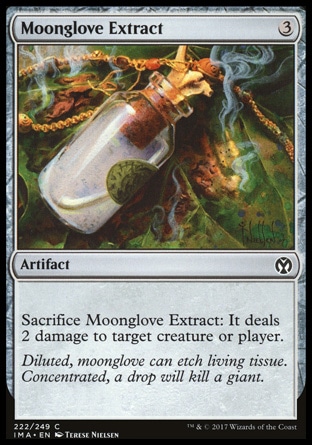 Moonglove Extract 3
Artifact
Sacrifice Moonglove Extract: It deals
2 damage to target creature or player.
Diluted, moonglove can etch living tissue.
Concentrated, a drop will kill a giant.
222/249 C
IMA • EN Terese Nielsen ™ & © 2017 Wizards of the Coast